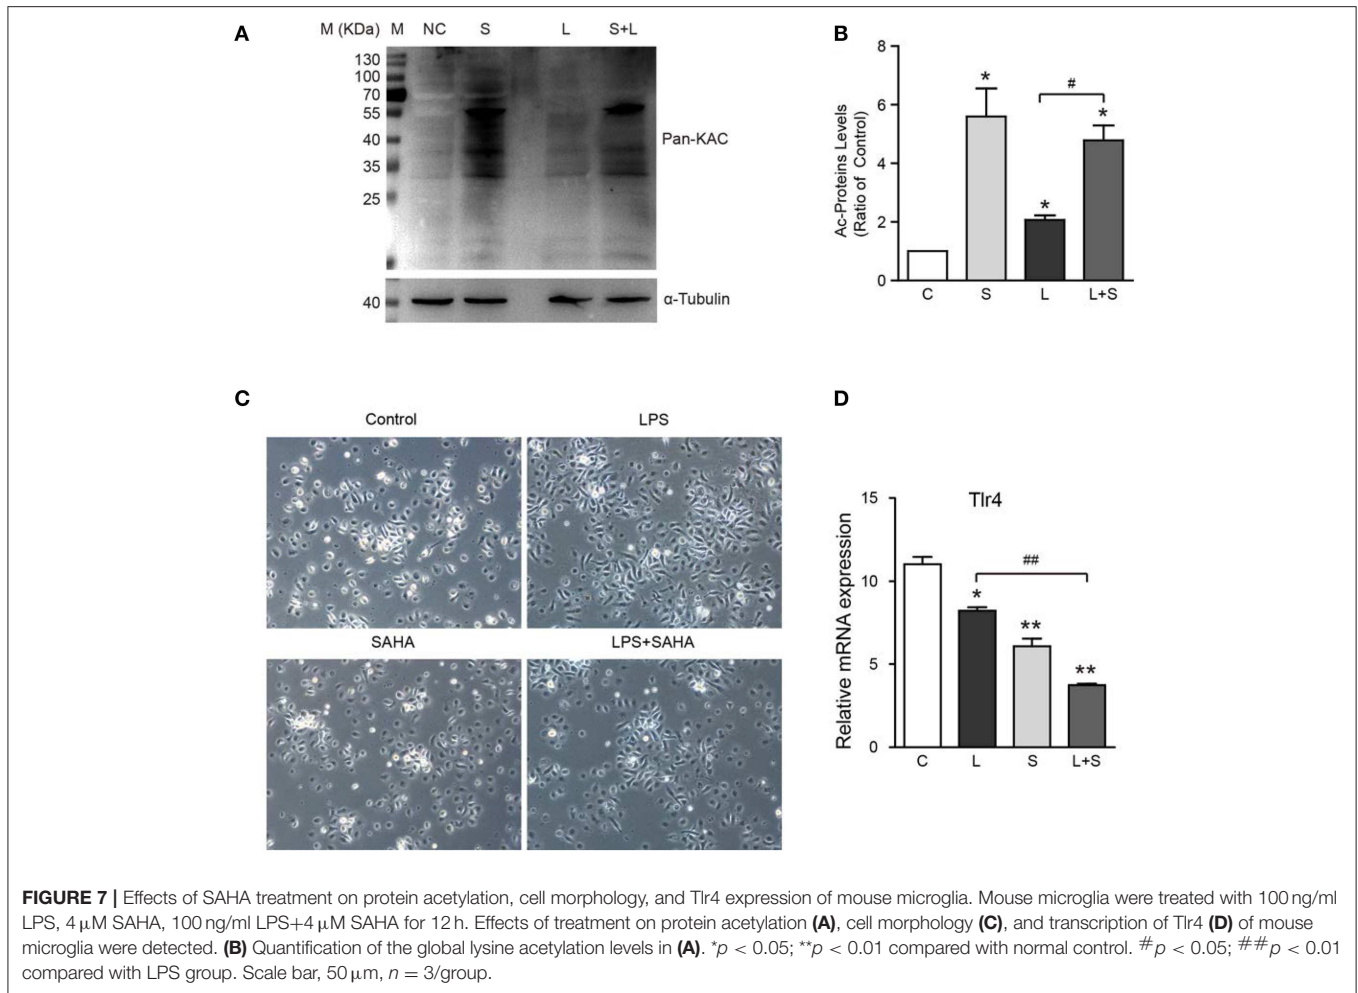 A
M (KDa) M NC S L S+L
130
100
70
55
40
35
25
Pan-KAC
40
α-Tubulin
B
Ac-Proteins Levels
(Ratio of Control)
8
6
4
2
0
*
*
#
*
C S L L+S
C
Control LPS
SAHA LPS+SAHA
D
Tlr4
Relative mRNA expression
15
10
5
0
*
##
**
**
C L S L+S
FIGURE 7 | Effects of SAHA treatment on protein acetylation, cell morphology, and Tlr4 expression of mouse microglia. Mouse microglia were treated with 100 ng/ml
LPS, 4 μM SAHA, 100 ng/ml LPS+4 μM SAHA for 12 h. Effects of treatment on protein acetylation (A), cell morphology (C), and transcription of Tlr4 (D) of mouse
microglia were detected. (B) Quantification of the global lysine acetylation levels in (A). *p < 0.05; **p < 0.01 compared with normal control. #p < 0.05; ##p < 0.01
compared with LPS group. Scale bar, 50 μm, n = 3/group.